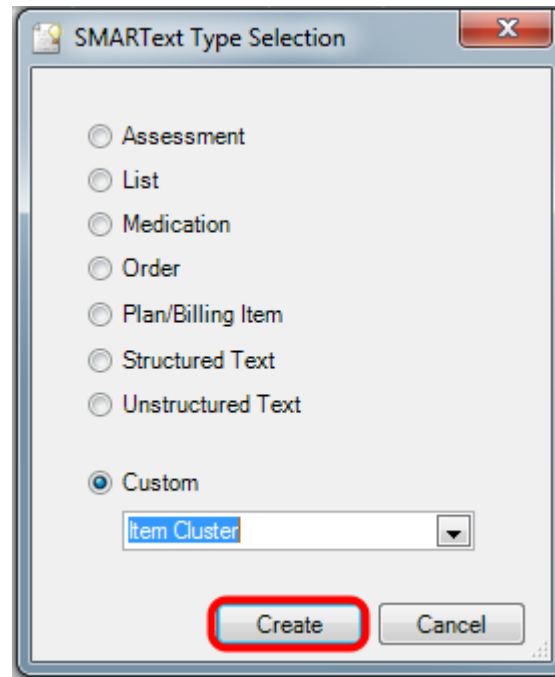 SMARText Type Selection
Assessment
List
Medication
Order
Plan/Billing Item
Structured Text
Unstructured Text
Custom
Item Cluster
Create Cancel